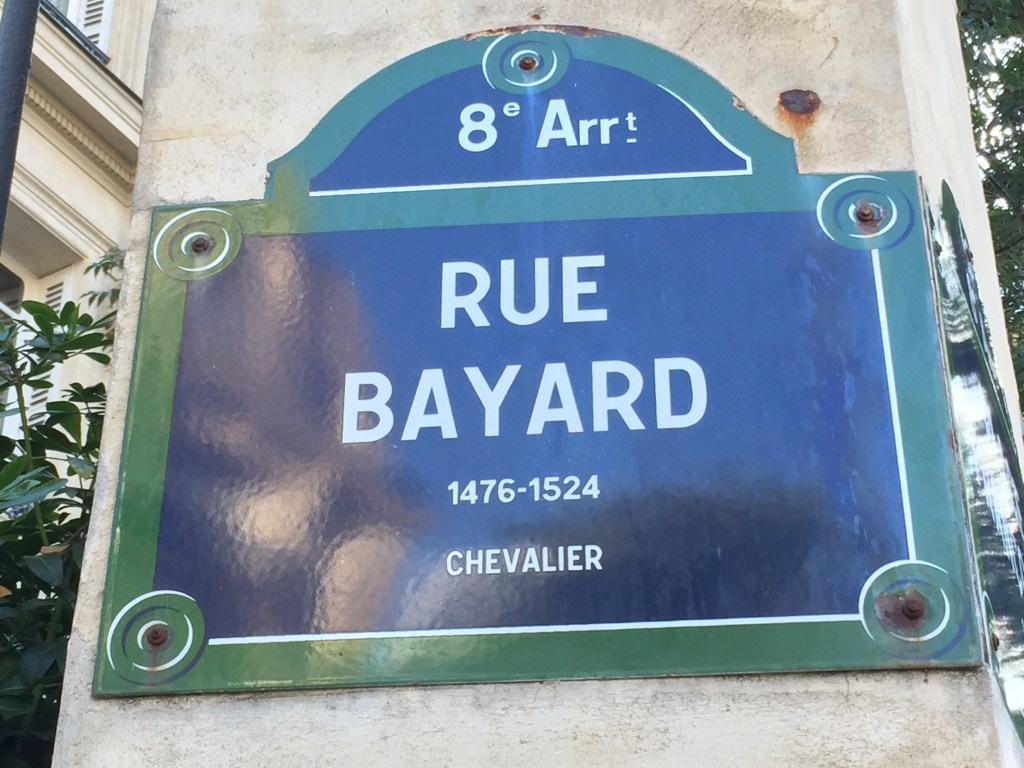 8e Arrt
RUE
BAYARD
1476-1524
CHEVALIER